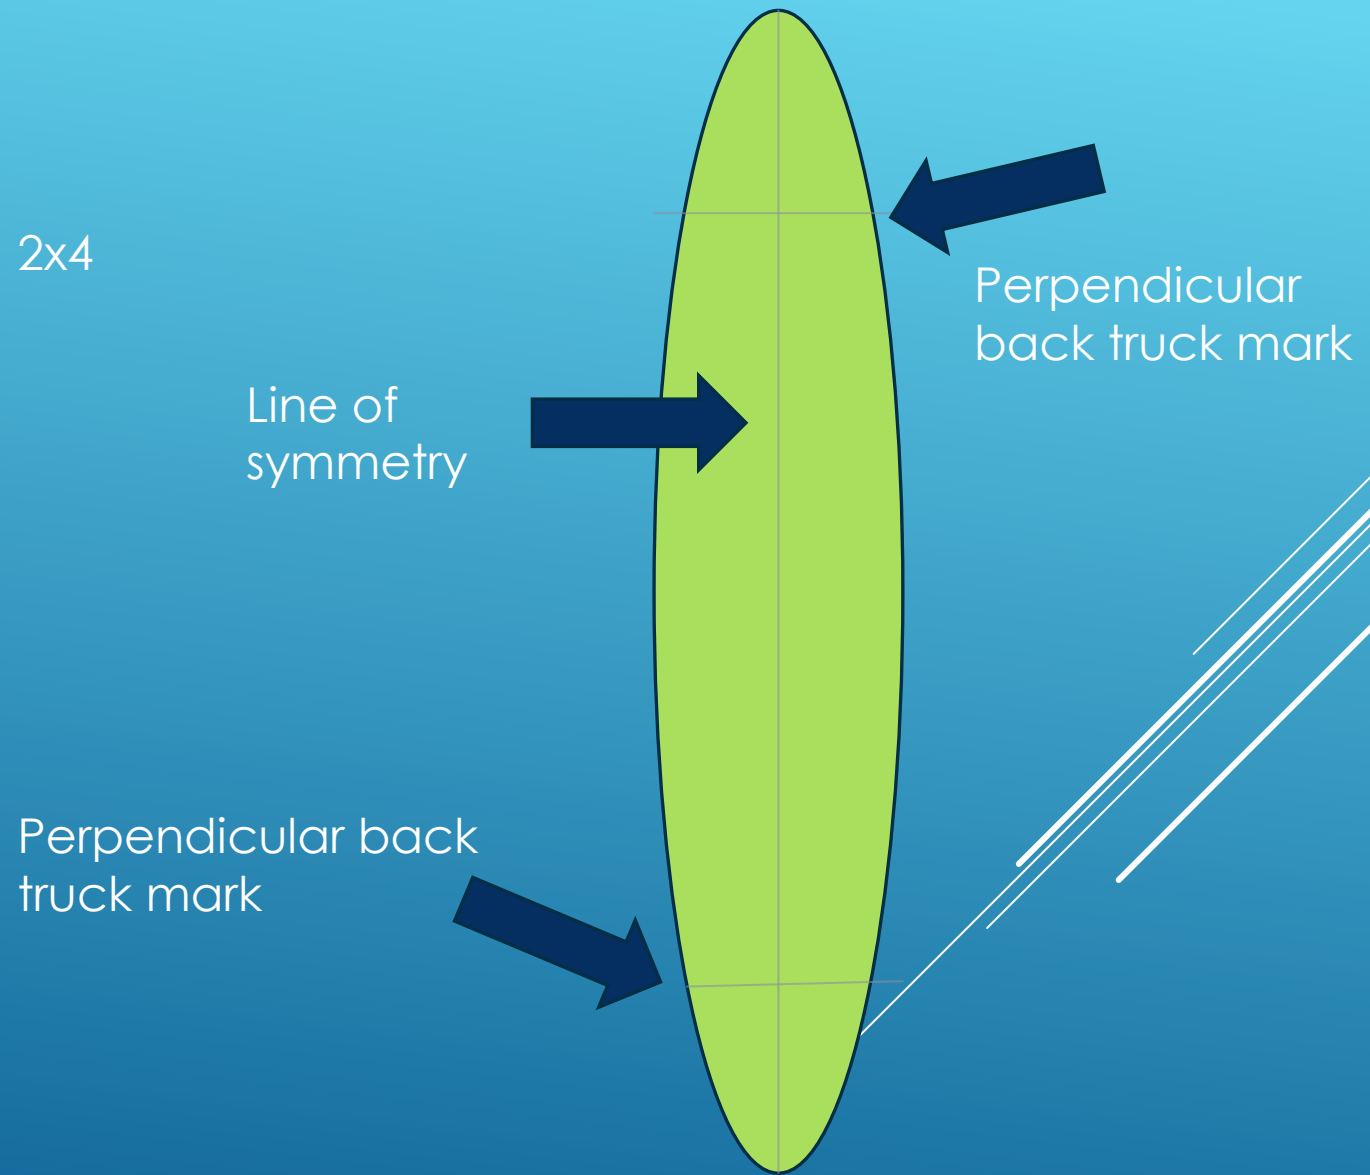 2x4
Perpendicular
back truck mark
Line of
symmetry
Perpendicular back
truck mark